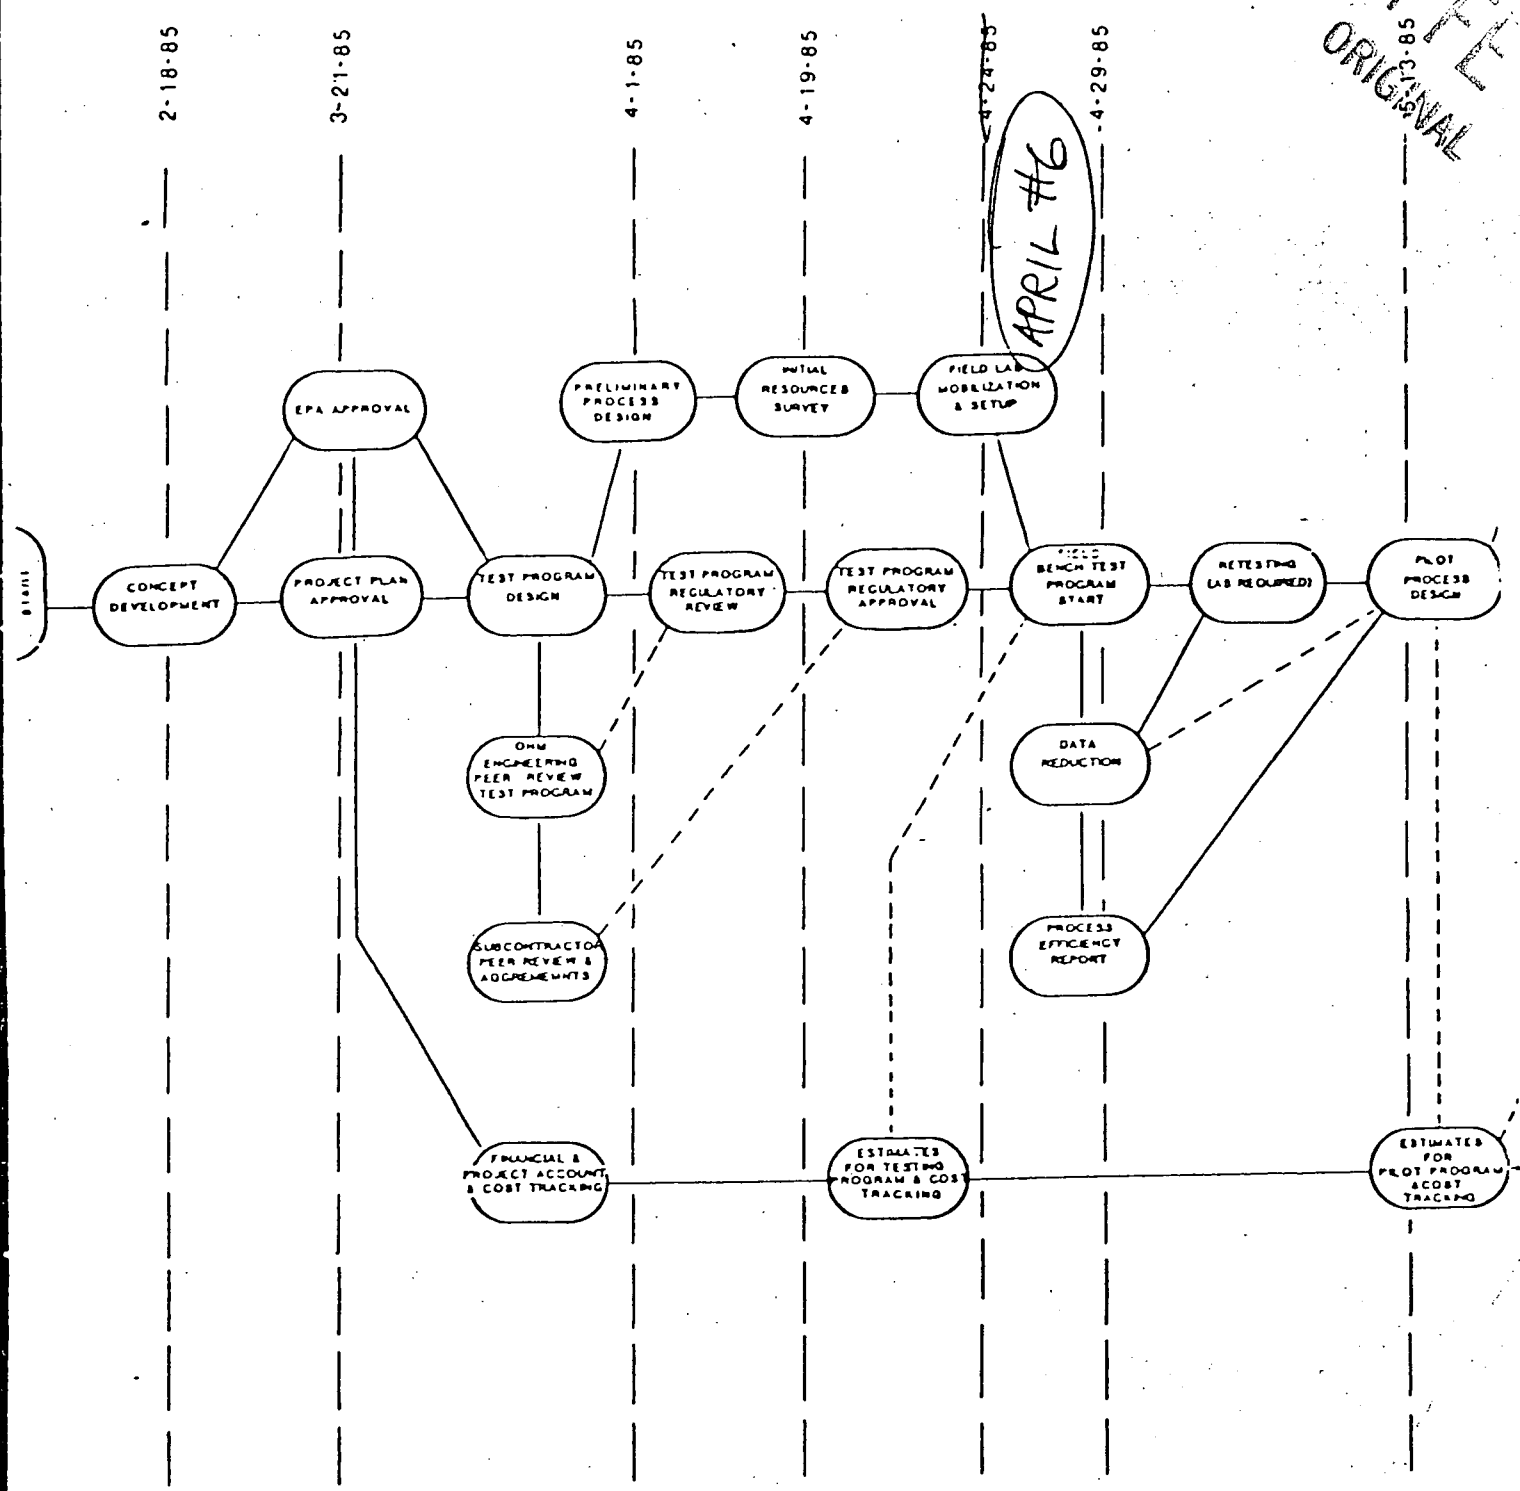 2-18-85
3-21-85
4-1-85
4-19-85
4-24-85
4-29-85
5-13-85
ORIGINAL
APRIL #6
EPA APPROVAL
PRELIMINARY
PROCESS
DESIGN
INITIAL
RESOURCES
SURVEY
FIELD LAB
MOBILIZATION
& SETUP
START
CONCEPT
DEVELOPMENT
PROJECT PLAN
APPROVAL
TEST PROGRAM
DESIGN
TEST PROGRAM
REGULATORY
REVIEW
TEST PROGRAM
REGULATORY
APPROVAL
FIELD
BENCH TEST
PROGRAM
START
RETESTING
(AS REQUIRED)
PILOT
PROCESS
DESIGN
OHM
ENGINEERING
PEER REVIEW
TEST PROGRAM
DATA
REDUCTION
SUBCONTRACTO
PEER REVIEW &
AGGREMEMNTS
PROCESS
EFFICIENCY
REPORT
FINANCIAL &
PROJECT ACCOUNT
& COST TRACKING
ESTIMATES
FOR TESTING
PROGRAM & COST
TRACKING
ESTIMATES
FOR
PILOT PROGRAM
& COST
TRACKING